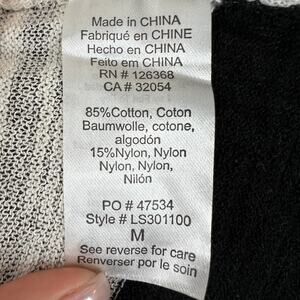 Made in CHINA
Fabriqué en CHINE
Hecho en CHINA
Feito em CHINA
RN # 126368
CA # 32054
85%Cotton, Coton
Baumwolle, cotone,
algodón
15%Nylon, Nylon
Nylon, Nylon,
Nilón
PO # 47534
Style # LS301100
M
See reverse for care
Renverser por le soin